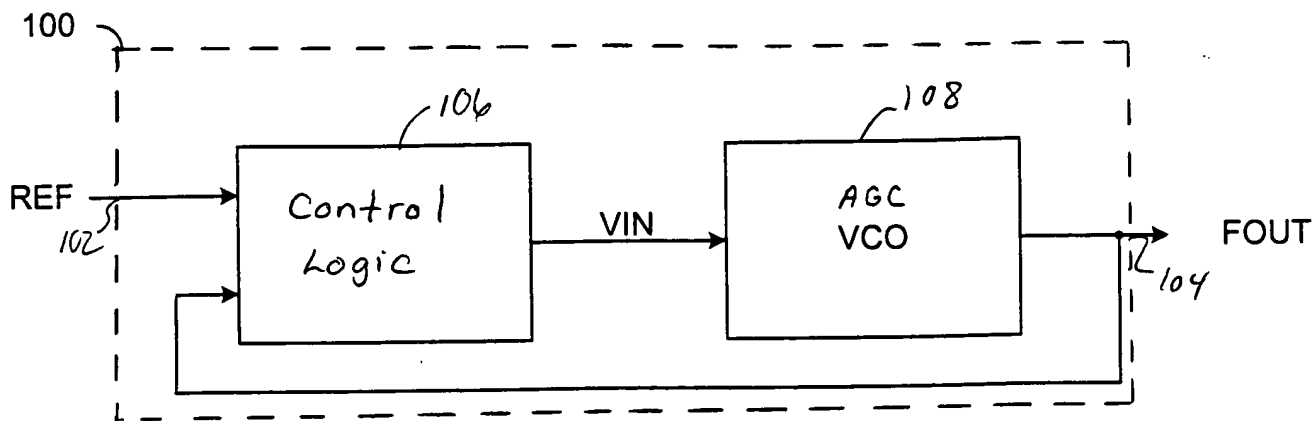 100
106
108
REF
102
Control
Logic
VIN
AGC
VCO
FOUT
104